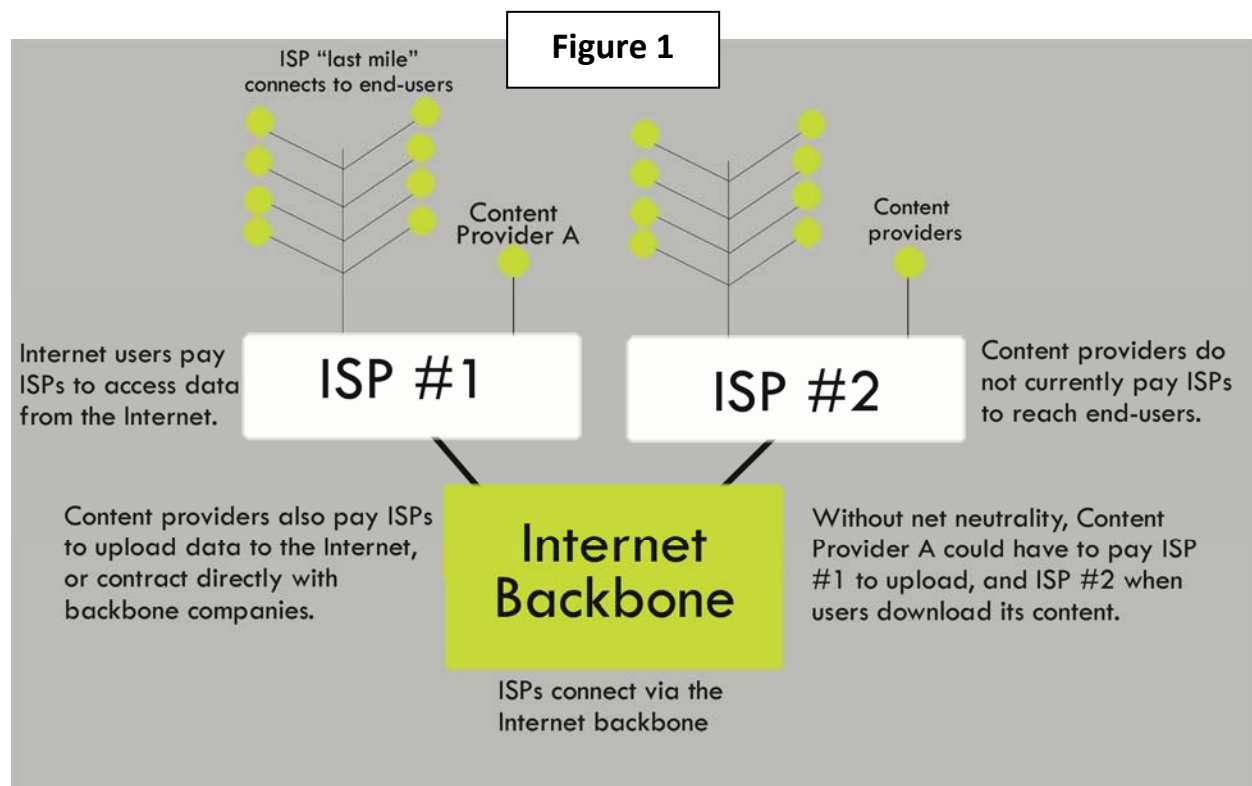 Figure 1
ISP “last mile”
connects to end-users
Content
Provider A
Content
providers
Internet users pay
ISPs to access data
from the Internet.
ISP #1
ISP #2
Content providers do
not currently pay ISPs
to reach end-users.
Content providers also pay ISPs
to upload data to the Internet,
or contract directly with
backbone companies.
Internet
Backbone
Without net neutrality, Content
Provider A could have to pay ISP
#1 to upload, and ISP #2 when
users download its content.
ISPs connect via the
Internet backbone